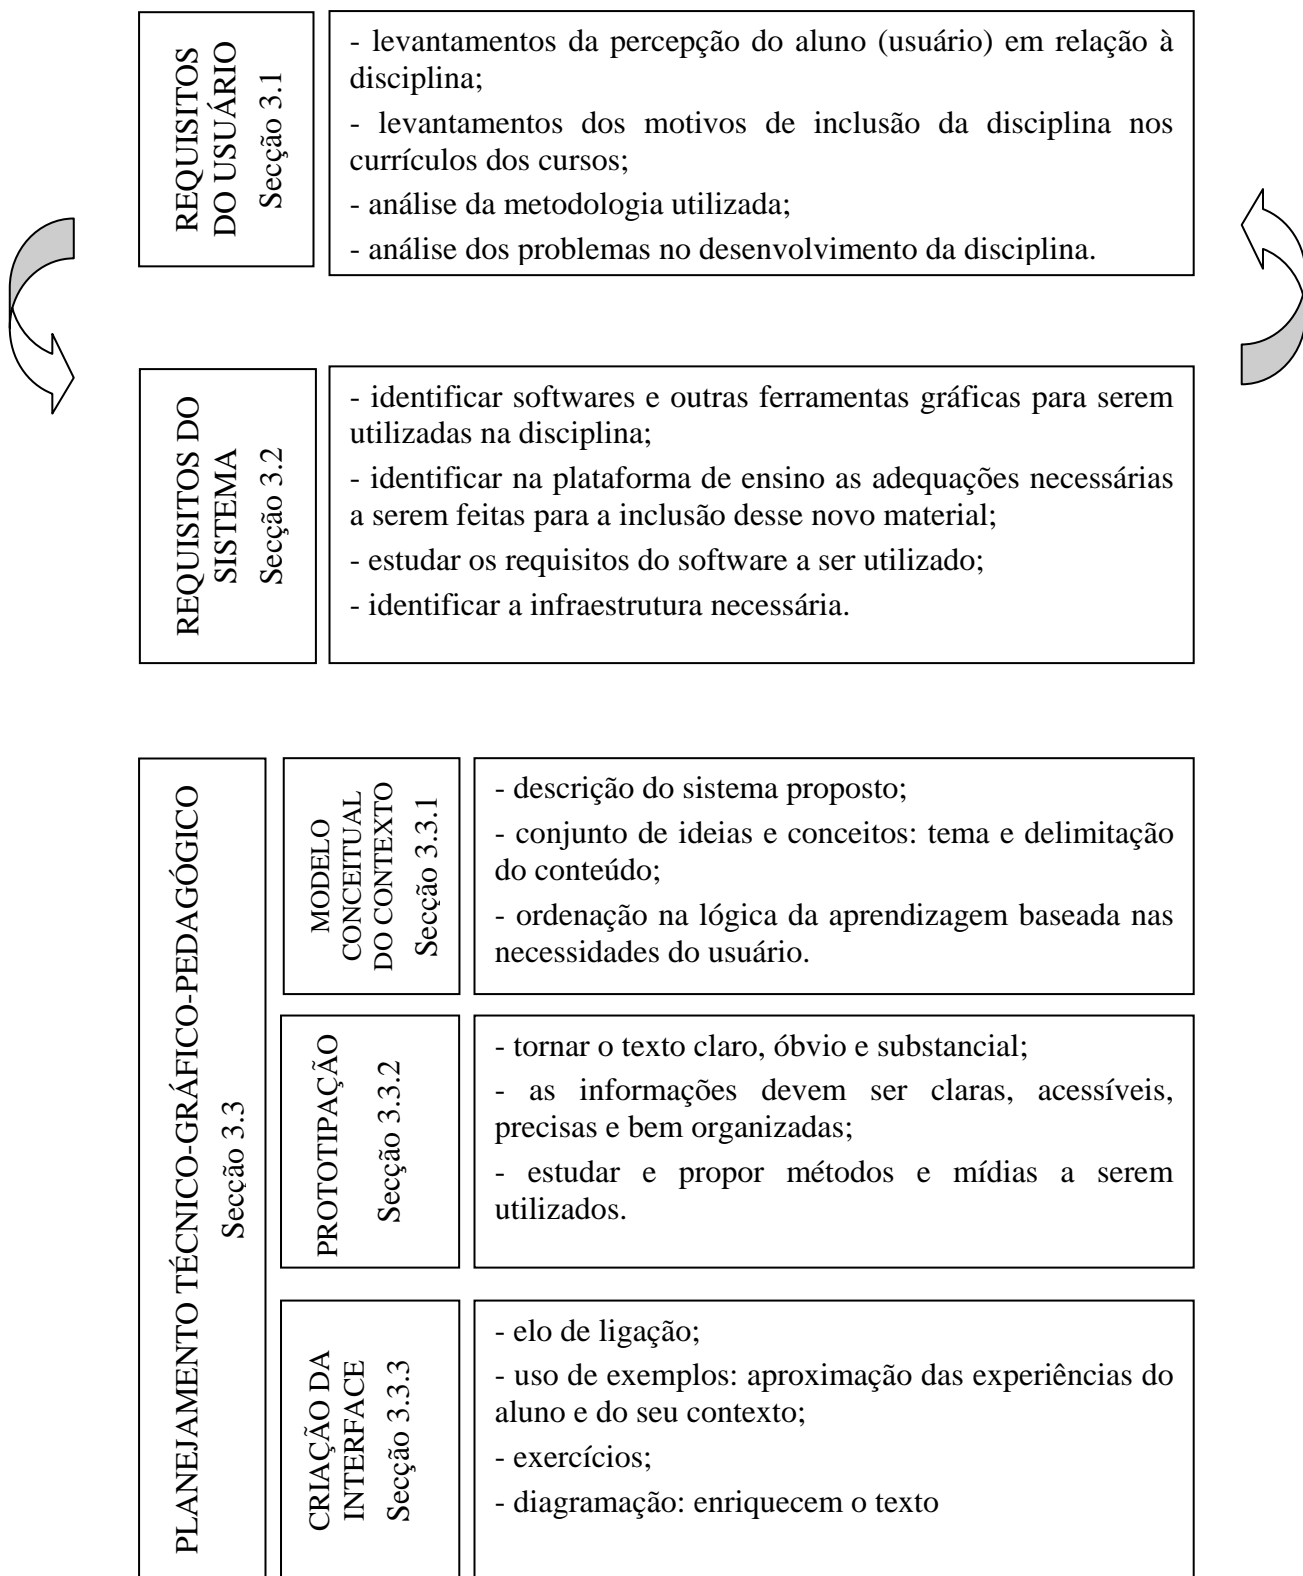 REQUISITOS
DO USUÁRIO
Secção 3.1
- levantamentos da percepção do aluno (usuário) em relação à
disciplina;
- levantamentos dos motivos de inclusão da disciplina nos
currículos dos cursos;
- análise da metodologia utilizada;
- análise dos problemas no desenvolvimento da disciplina.
REQUISITOS DO
SISTEMA
Secção 3.2
- identificar softwares e outras ferramentas gráficas para serem
utilizadas na disciplina;
- identificar na plataforma de ensino as adequações necessárias
a serem feitas para a inclusão desse novo material;
- estudar os requisitos do software a ser utilizado;
- identificar a infraestrutura necessária.
PLANEJAMENTO TÉCNICO-GRÁFICO-PEDAGÓGICO
Secção 3.3
MODELO
CONCEITUAL
DO CONTEXTO
Secção 3.3.1
- descrição do sistema proposto;
- conjunto de ideias e conceitos: tema e delimitação
do conteúdo;
- ordenação na lógica da aprendizagem baseada nas
necessidades do usuário.
PROTOTIPAÇÃO
Secção 3.3.2
- tornar o texto claro, óbvio e substancial;
- as informações devem ser claras, acessíveis,
precisas e bem organizadas;
- estudar e propor métodos e mídias a serem
utilizados.
CRIAÇÃO DA
INTERFACE
Secção 3.3.3
- elo de ligação;
- uso de exemplos: aproximação das experiências do
aluno e do seu contexto;
- exercícios;
- diagramação: enriquecem o texto